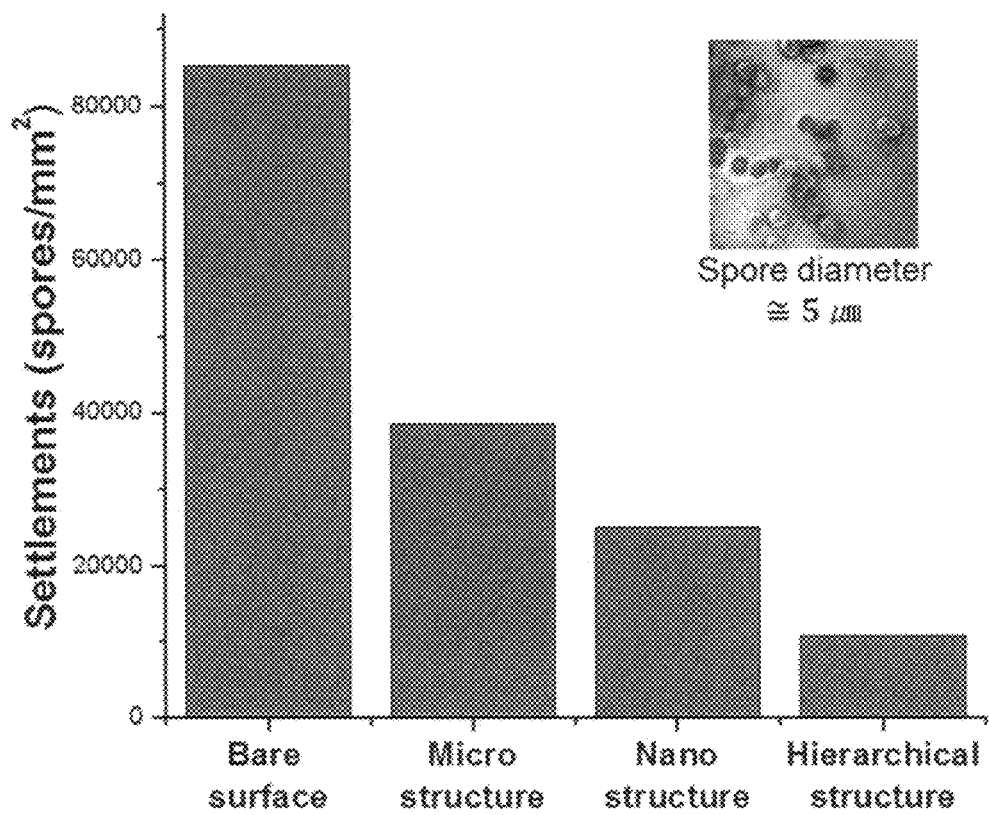 Settlements (spores/mm²)
80000
60000
40000
20000
0
Spore diameter
≅ 5 ㎛
Bare
surface
Micro
structure
Nano
structure
Hierarchical
structure